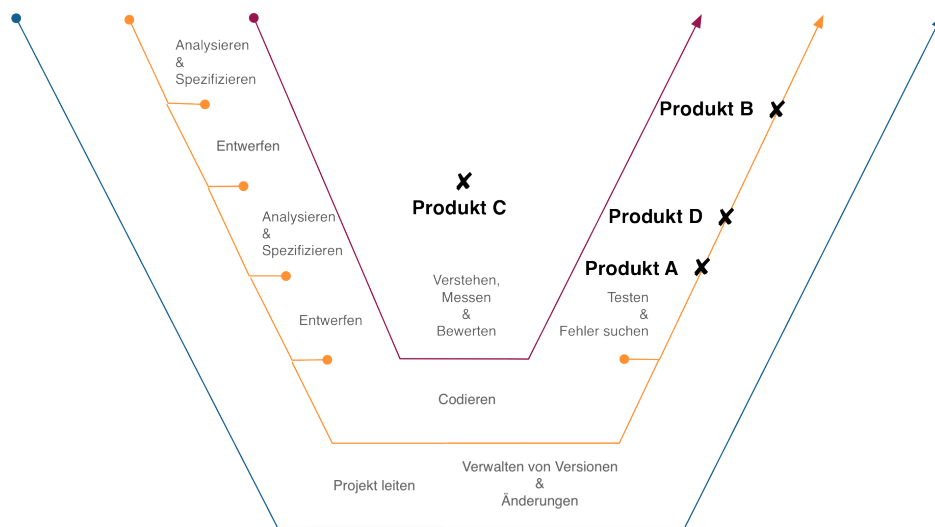 Analysieren
&
Spezifizieren
Produkt B
Entwerfen
Produkt C
Analysieren
&
Spezifizieren
Produkt D
Produkt A
Verstehen,
Messen
&
Bewerten
Testen
&
Fehler suchen
Entwerfen
Codieren
Projekt leiten
Verwalten von Versionen
&
Änderungen